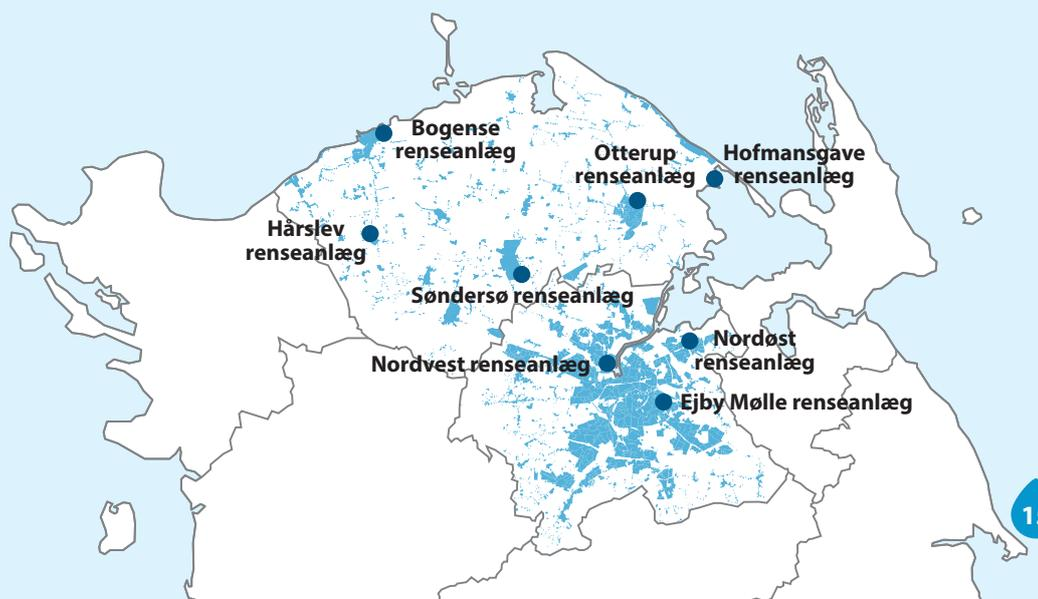 Bogense
renseanlæg
Otterup
renseanlæg
Hofmansgave
renseanlæg
Hårslev
renseanlæg
Søndersø renseanlæg
Nordøst
renseanlæg
Nordvest renseanlæg
Ejby Mølle renseanlæg